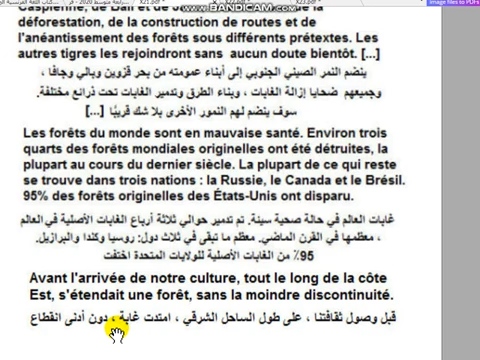 Caspienne, de Bali et de Ja
déforestation, de la construction de routes et de
l'anéantissement des forêts sous différents prétextes. Les
autres tigres les rejoindront sans aucun doute bientôt. [...]
ينضم النمر الصيني الجنوبي إلى أبناء عمومته من بحر قزوين وبالي وجافا ،
وجميعهم ضحايا إزالة الغابات ، وبناء الطرق وتدمير الغابات تحت ذرائع مختلفة.
سوف ينضم لهم النمور الأخرى بلا شك قريبًا [...]
Les forêts du monde sont en mauvaise santé. Environ trois
quarts des forêts mondiales originelles ont été détruites, la
plupart au cours du dernier siècle. La plupart de ce qui reste
se trouve dans trois nations : la Russie, le Canada et le Brésil.
95% des forêts originelles des États-Unis ont disparu.
غابات العالم في حالة صحية سيئة. تم تدمير حوالي ثلاثة أرباع الغابات الأصلية في العالم
، معظمها في القرن الماضي. معظم ما تبقى في ثلاث دول: روسيا وكندا والبرازيل.
95٪ من الغابات الأصلية للولايات المتحدة اختفت
Avant l'arrivée de notre culture, tout le long de la côte
Est, s'étendait une forêt, sans la moindre discontinuité.
قبل وصول ثقافتنا ، على طول الساحل الشرقي ، امتدت غابة ، دون أدنى انقطاع